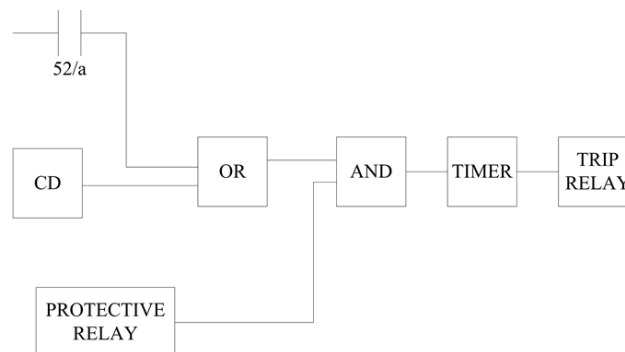 52/a
CD
OR
AND
TIMER
TRIP
RELAY
PROTECTIVE
RELAY